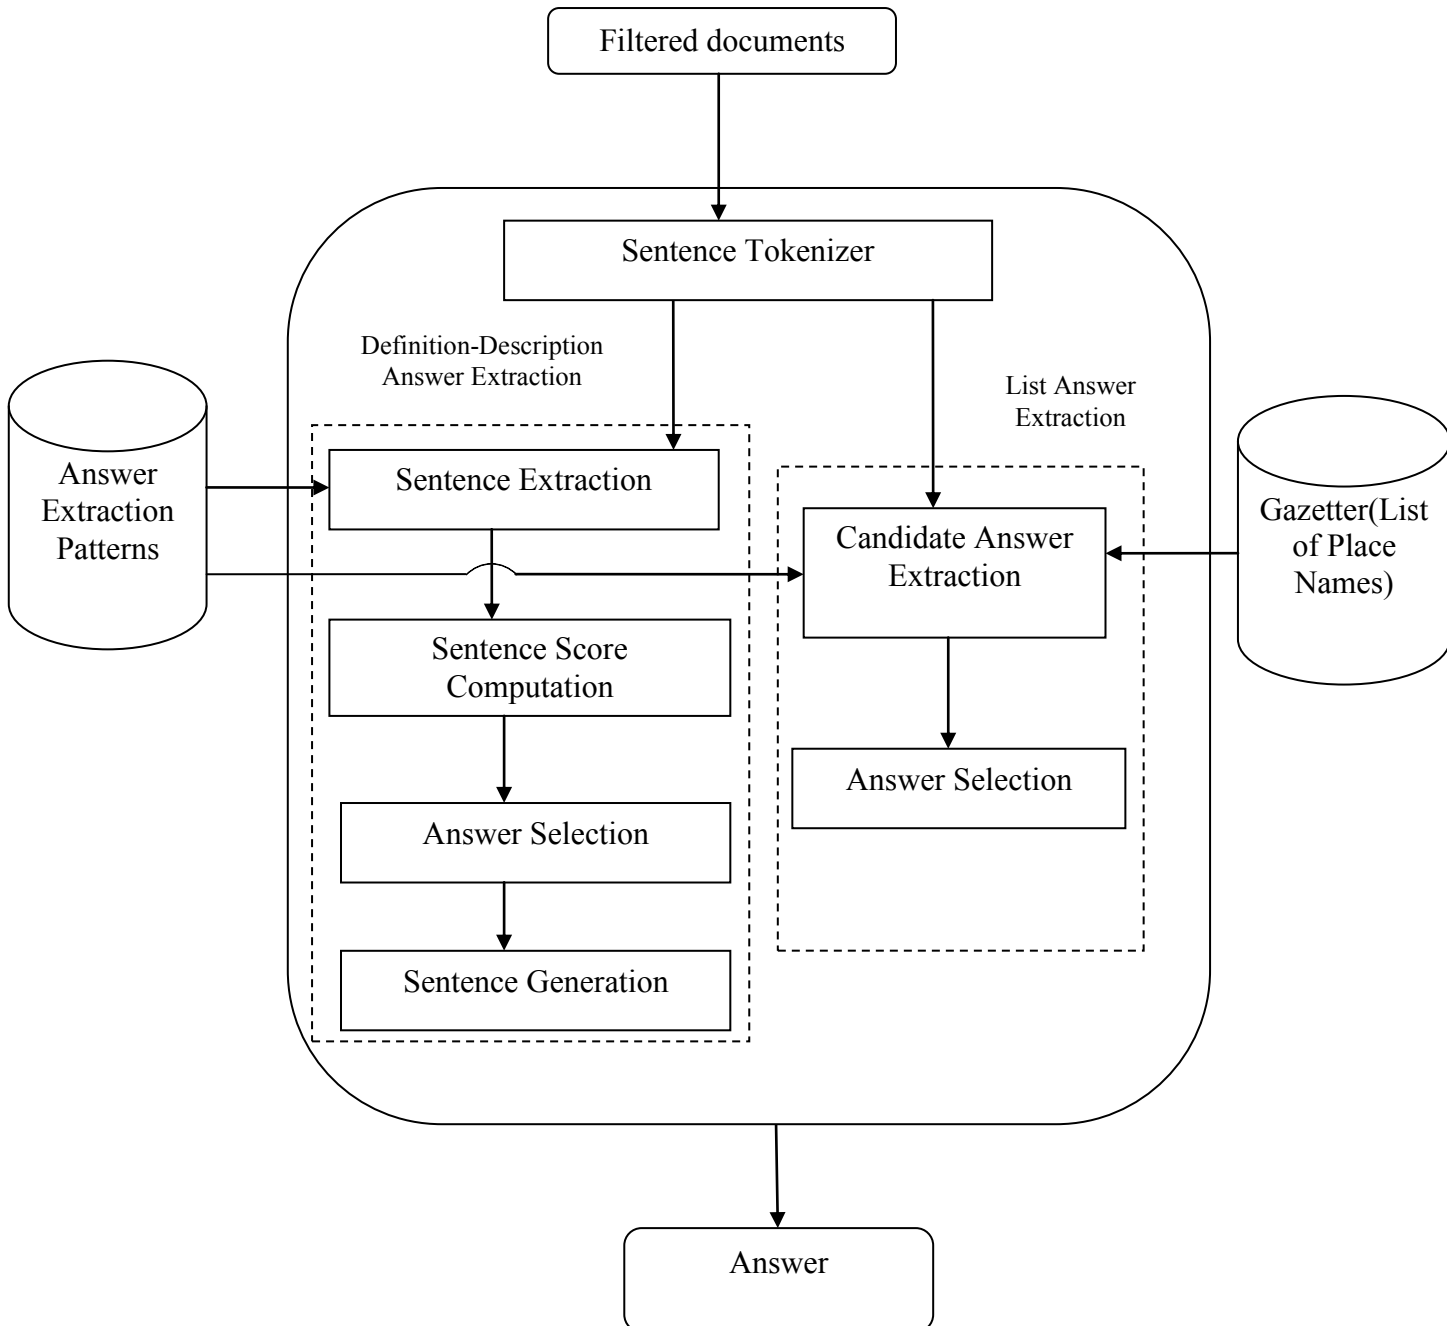 Filtered documents
Sentence Tokenizer
Definition-Description
Answer Extraction
List Answer
Extraction
Answer
Extraction
Patterns
Sentence Extraction
Candidate Answer
Extraction
Gazetter(List
of Place
Names)
Sentence Score
Computation
Answer Selection
Answer Selection
Sentence Generation
Answer